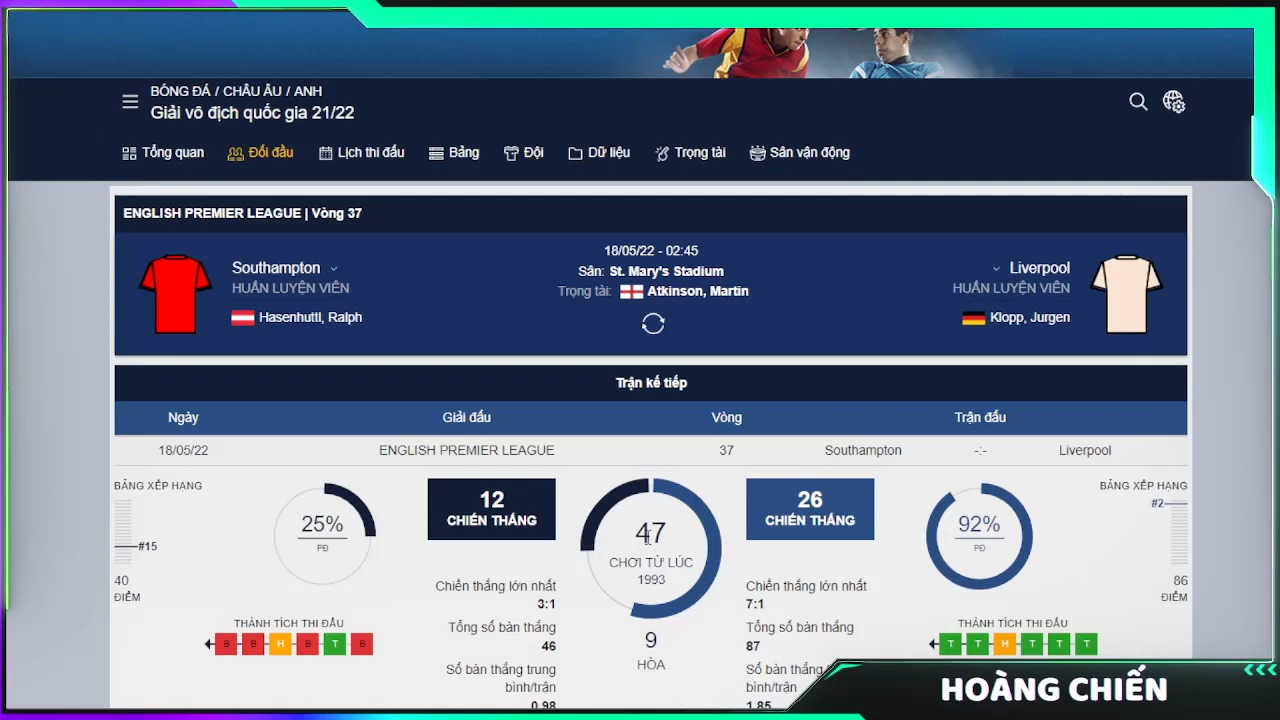 BÓNG ĐÁ / CHÂU ÂU / ANH
Giải vô địch quốc gia 21/22
Tổng quan
Đối đầu
Lịch thi đấu
Bảng
Đội
Dữ liệu
Trọng tài
Sân vận động
ENGLISH PREMIER LEAGUE | Vòng 37
18/05/22 - 02:45
Sân: St. Mary's Stadium
Trọng tài: Atkinson, Martin
Southampton
HUẤN LUYỆN VIÊN
Hasenhuttl, Ralph
Liverpool
HUẤN LUYỆN VIÊN
Klopp, Jurgen
Trận kế tiếp
Ngày Giải đấu Vòng Trận đấu
18/05/22 ENGLISH PREMIER LEAGUE 37 Southampton -:- Liverpool
BẢNG XẾP HẠNG
#15
40
ĐIỂM
25%
PĐ
THÀNH TÍCH THI ĐẤU
B B H B T B
12
CHIẾN THẮNG
Chiến thắng lớn nhất
3:1
Tổng số bàn thắng
46
Số bàn thắng trung
bình/trận
0.98
47
CHƠI TỪ LÚC
1993
9
HÒA
26
CHIẾN THẮNG
Chiến thắng lớn nhất
7:1
Tổng số bàn thắng
87
Số bàn thắng
bình/trận
1.85
92%
PĐ
THÀNH TÍCH THI ĐẤU
T T H T T T
BẢNG XẾP HẠNG
#2
86
ĐIỂM
HOÀNG CHIẾN